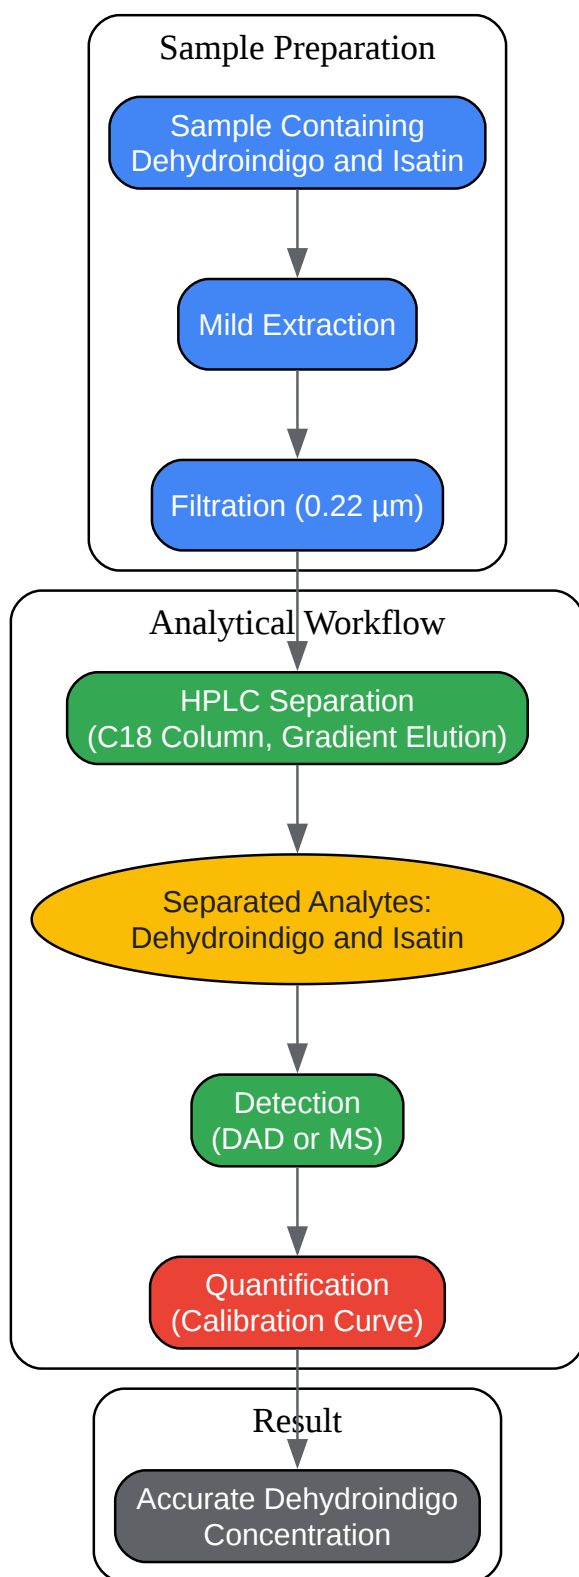 Sample Preparation
Sample Containing
Dehydroindigo and Isatin
Mild Extraction
Filtration (0.22 µm)
Analytical Workflow
HPLC Separation
(C18 Column, Gradient Elution)
Separated Analytes:
Dehydroindigo and Isatin
Detection
(DAD or MS)
Quantification
(Calibration Curve)
Result
Accurate Dehydroindigo
Concentration